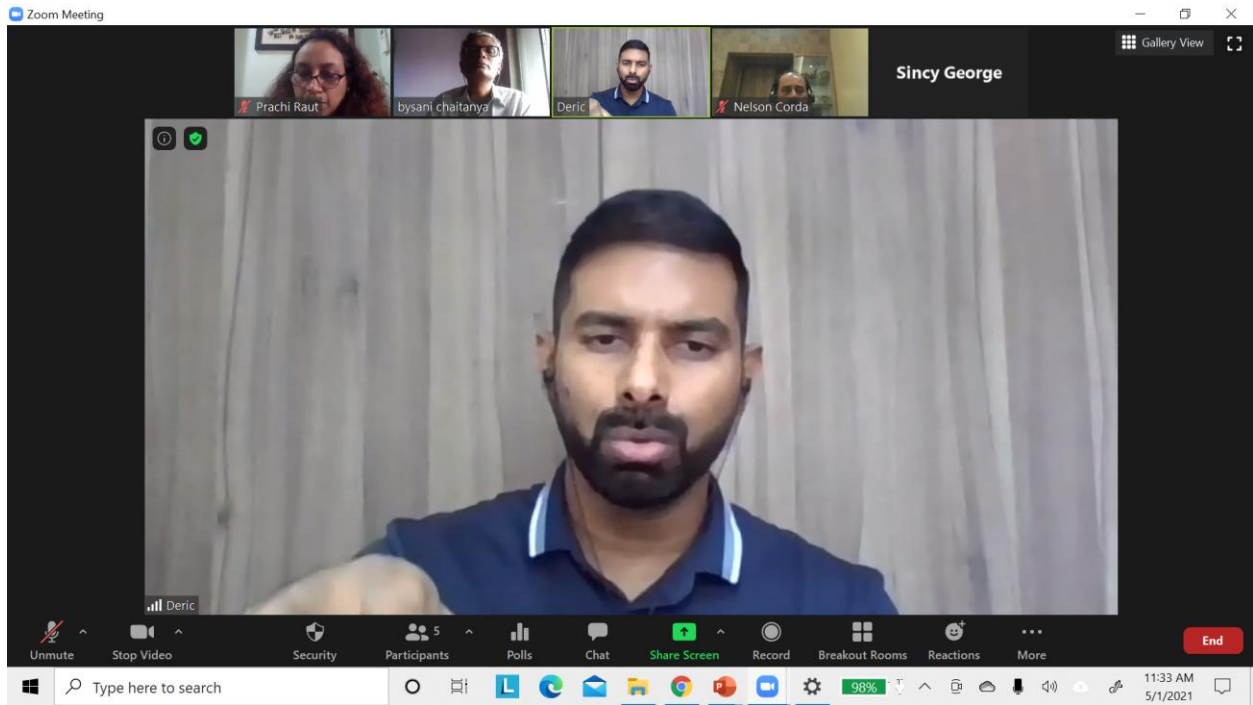 Zoom Meeting
Gallery View
Prachi Raut
bysani chaitanya
Deric
Nelson Corda
Sincy George
Deric
Unmute
Stop Video
Security
5
Participants
Polls
Chat
Share Screen
Record
Breakout Rooms
Reactions
More
End
Type here to search
L
98%
11:33 AM
5/1/2021